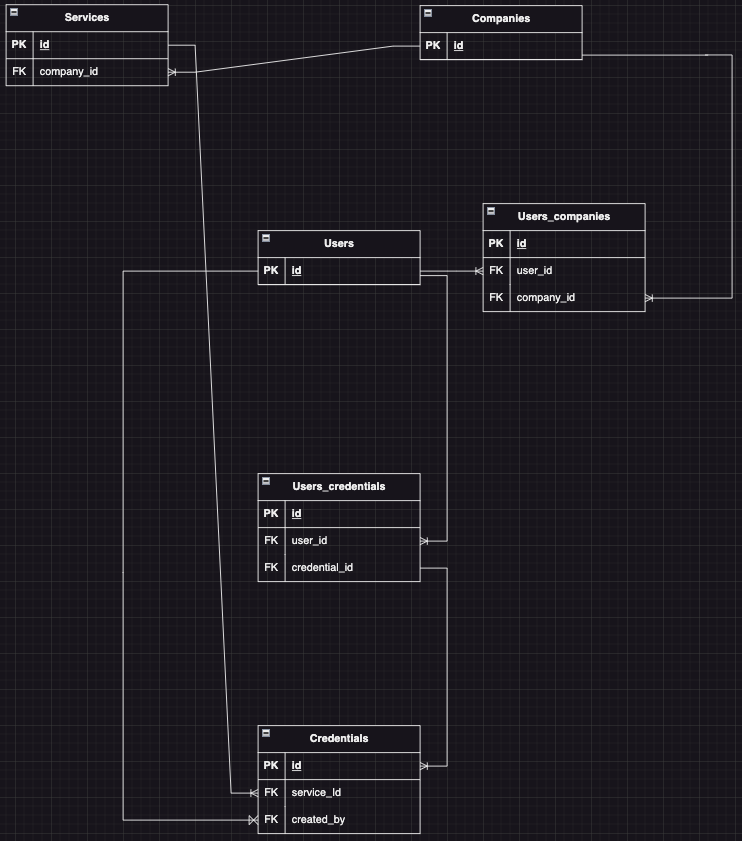 Services
PK id
FK company_id
Companies
PK id
Users_companies
PK id
FK user_id
FK company_id
Users
PK id
Users_credentials
PK id
FK user_id
FK credential_id
Credentials
PK id
FK service_Id
FK created_by